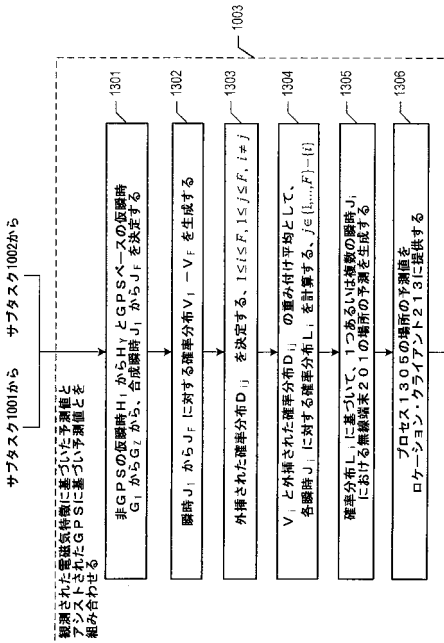 サブタスク1001から
サブタスク1002から
1003
観測された電磁気特徴に基づいた予測値と
アシストされたGPSに基づい予測値とを
組み合わせる
1301
非GPSの仮瞬時H1からHYとGPSベースの仮瞬時
G1からGZから、合成瞬時J1からJFを決定する
1302
瞬時J1からJFに対する確率分布V1－VFを生成する
1303
外挿された確率分布Dijを決定する、1≤i≤F, 1≤j≤F, i≠j
1304
Viと外挿された確率分布Dijの重み付け平均として、
各瞬時Jiに対する確率分布Liを計算する、j∈{1,...,F}−{i}
1305
確率分布Liに基づいて、1つあるいは複数の瞬時Ji
における無線端末201の場所の予測を生成する
1306
プロセス1305の場所の予測値を
ロケーション・クライアント213に提供する